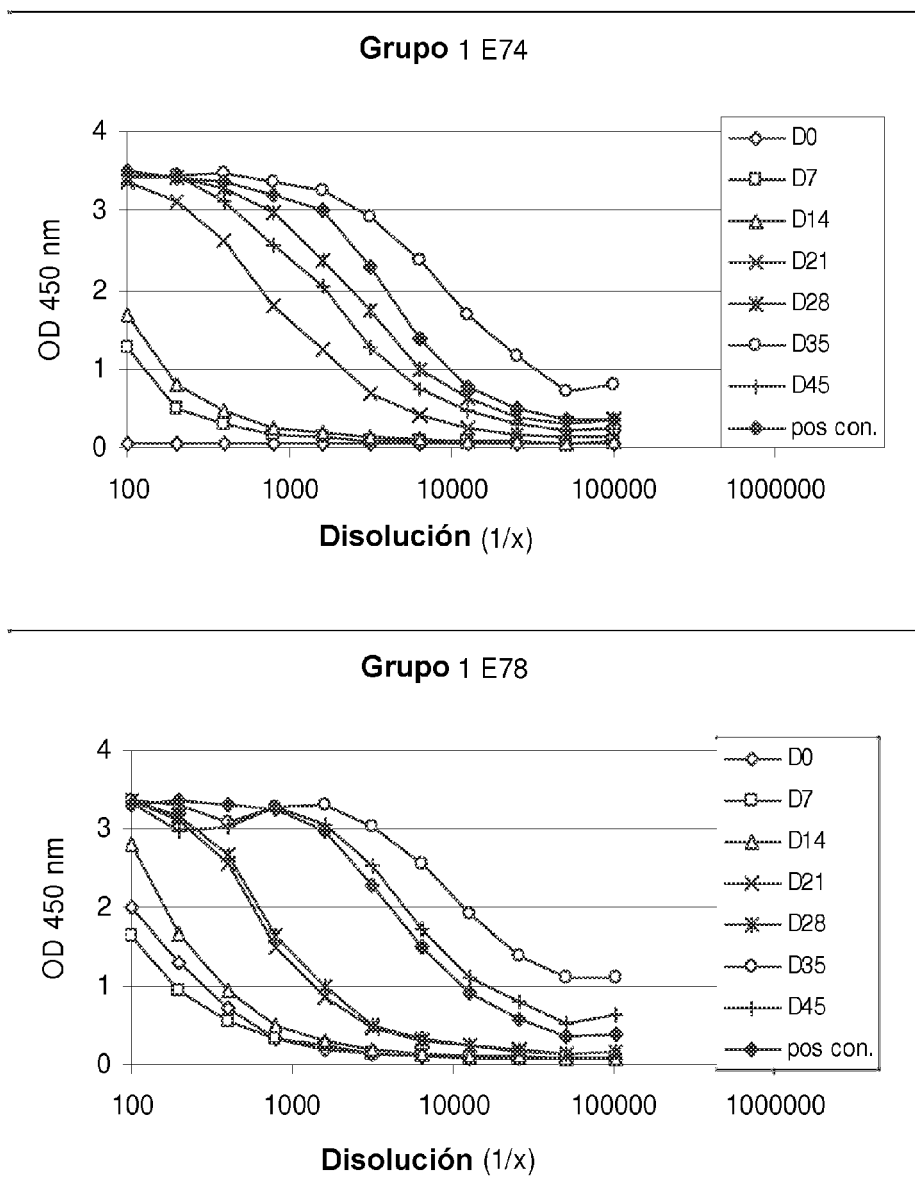 Grupo 1 E74
4
3
2
1
0
OD 450 nm
100 1000 10000 100000 1000000
Disolución (1/x)
D0
D7
D14
D21
D28
D35
D45
pos con.
Grupo 1 E78
4
3
2
1
0
OD 450 nm
100 1000 10000 100000 1000000
Disolución (1/x)
D0
D7
D14
D21
D28
D35
D45
pos con.